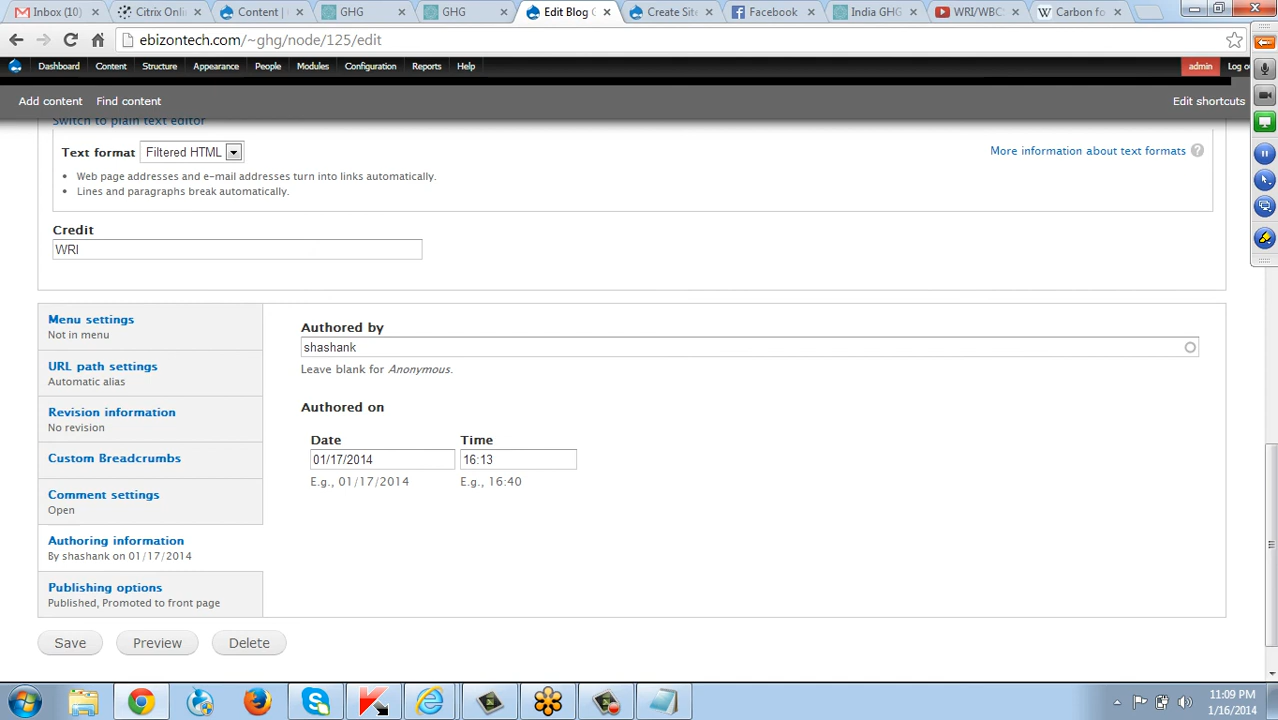 Inbox (10)
Citrix Onli
Content |
GHG
GHG
Edit Blog
Create Site
Facebook
India GHG
WRI/WBC
Carbon fo
ebizontech.com/~ghg/node/125/edit
Dashboard Content Structure Appearance People Modules Configuration Reports Help
admin
Log o
Add content Find content
Edit shortcuts
Switch to plain text editor
Text format Filtered HTML
More information about text formats ?
Web page addresses and e-mail addresses turn into links automatically.
Lines and paragraphs break automatically.
Credit
WRI
Menu settings
Not in menu
URL path settings
Automatic alias
Revision information
No revision
Custom Breadcrumbs
Comment settings
Open
Authoring information
By shashank on 01/17/2014
Publishing options
Published, Promoted to front page
Authored by
shashank
Leave blank for Anonymous.
Authored on
Date Time
01/17/2014 16:13
E.g., 01/17/2014 E.g., 16:40
Save Preview Delete
11:09 PM
1/16/2014